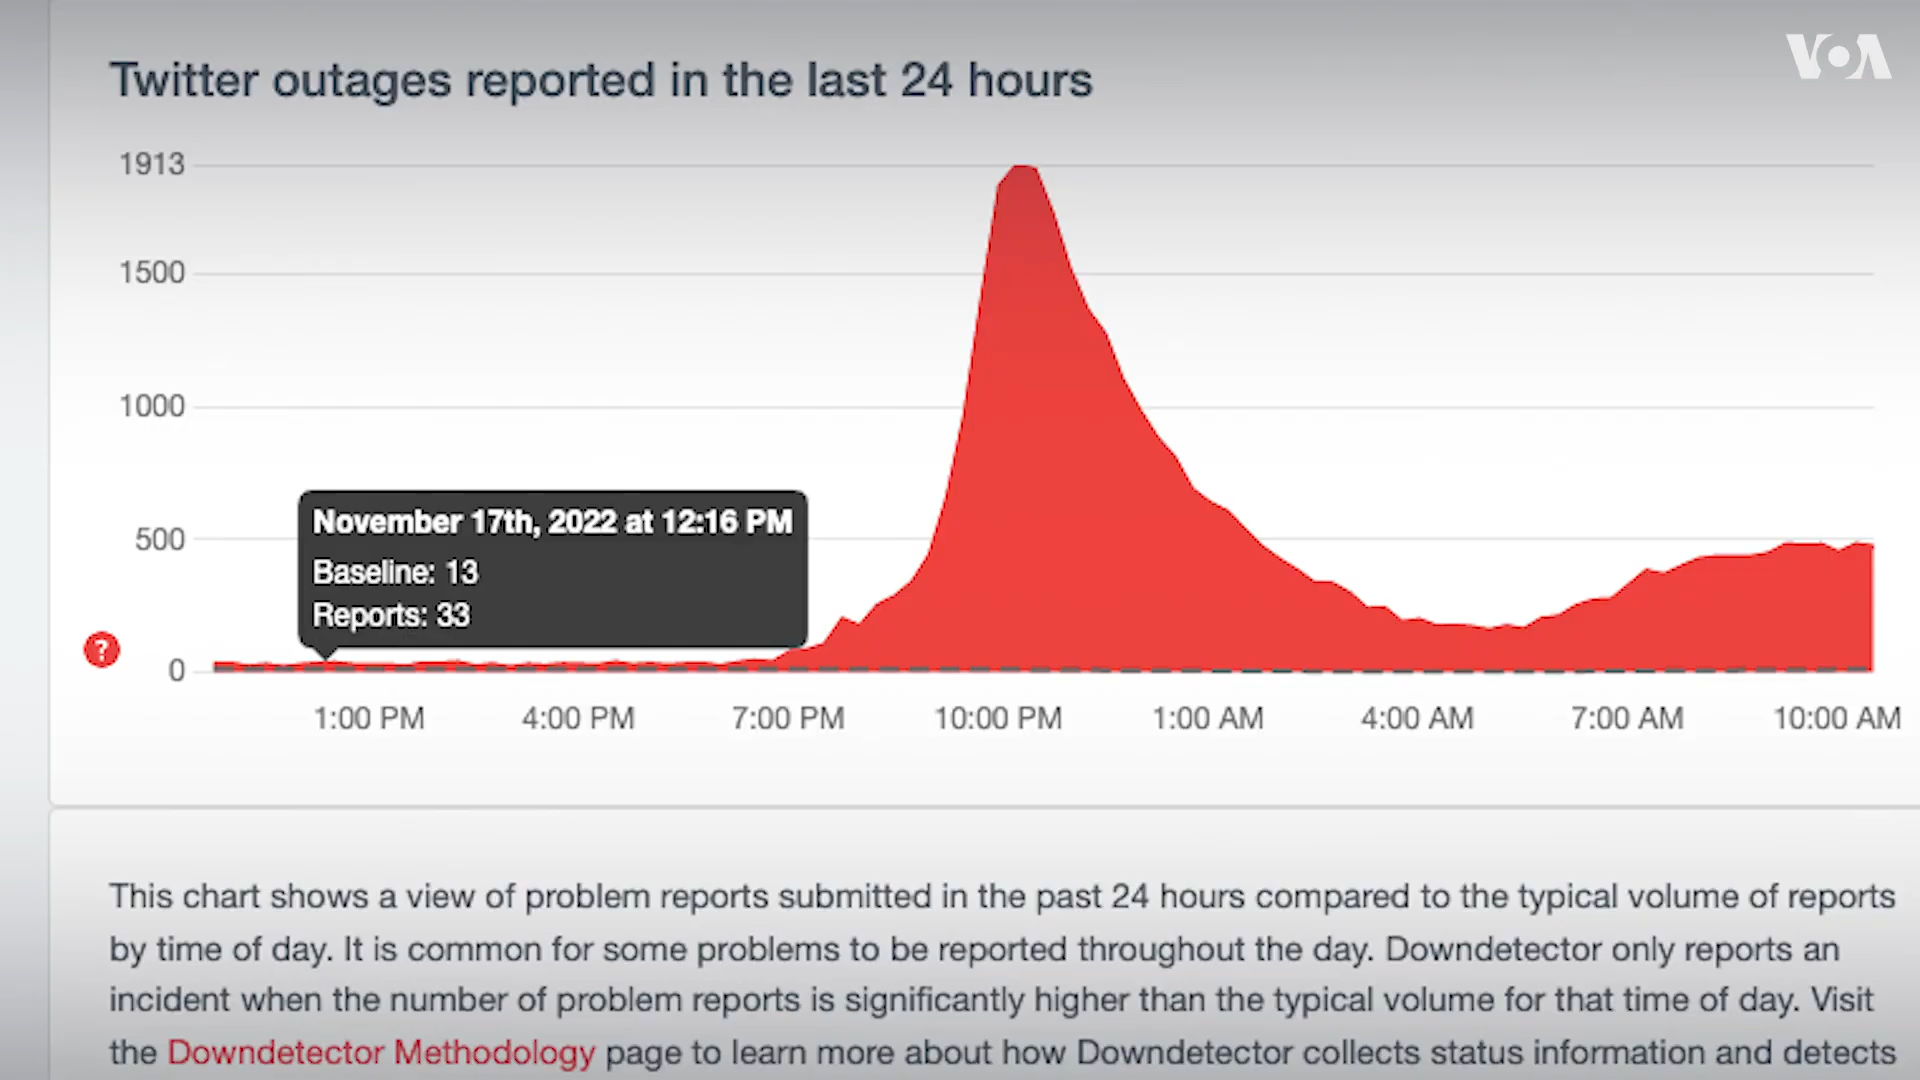 VOA
Twitter outages reported in the last 24 hours
1913
1500
1000
500
0
November 17th, 2022 at 12:16 PM
Baseline: 13
Reports: 33
?
1:00 PM 4:00 PM 7:00 PM 10:00 PM 1:00 AM 4:00 AM 7:00 AM 10:00 AM
This chart shows a view of problem reports submitted in the past 24 hours compared to the typical volume of reports
by time of day. It is common for some problems to be reported throughout the day. Downdetector only reports an
incident when the number of problem reports is significantly higher than the typical volume for that time of day. Visit
the Downdetector Methodology page to learn more about how Downdetector collects status information and detects